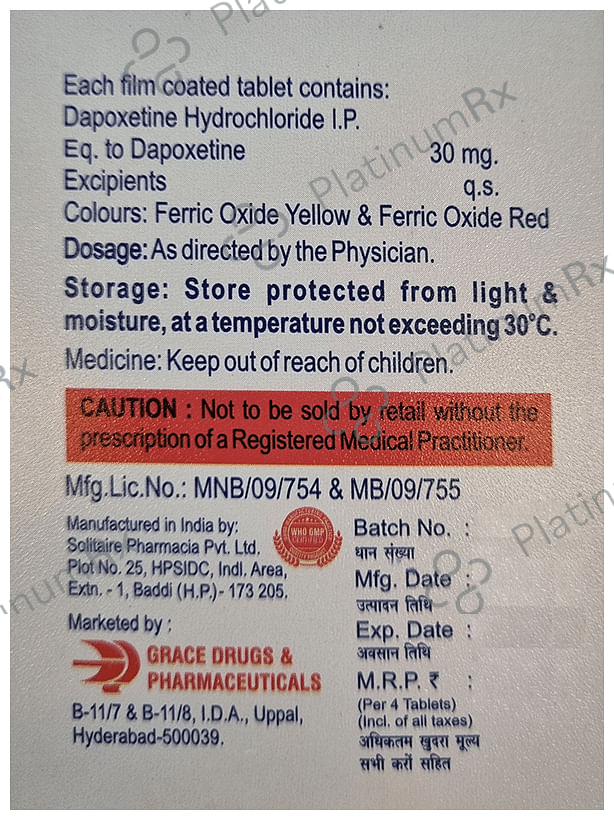 Each film coated tablet contains:
Dapoxetine Hydrochloride I.P.
Eq. to Dapoxetine 30 mg.
Excipients q.s.
Colours: Ferric Oxide Yellow & Ferric Oxide Red
Dosage: As directed by the Physician.
Storage: Store protected from light &
moisture, at a temperature not exceeding 30°C.
Medicine: Keep out of reach of children.
CAUTION : Not to be sold by retail without the
prescription of a Registered Medical Practitioner.
Mfg.Lic.No.: MNB/09/754 & MB/09/755
Manufactured in India by:
Solitaire Pharmacia Pvt. Ltd.
Plot No. 25, HPSIDC, Indl. Area,
Extn. - 1, Baddi (H.P.)- 173 205.
WHO GMP
CERTIFIED
Marketed by :
GRACE DRUGS &
PHARMACEUTICALS
B-11/7 & B-11/8, I.D.A., Uppal,
Hyderabad-500039.
Batch No. :
धान संख्या
Mfg. Date :
उत्पादन तिथि
Exp. Date :
अवसान तिथि
M.R.P. ₹ :
(Per 4 Tablets)
(Incl. of all taxes)
अधिकतम खुदरा मूल्य
सभी करों सहित
PlatinumRx